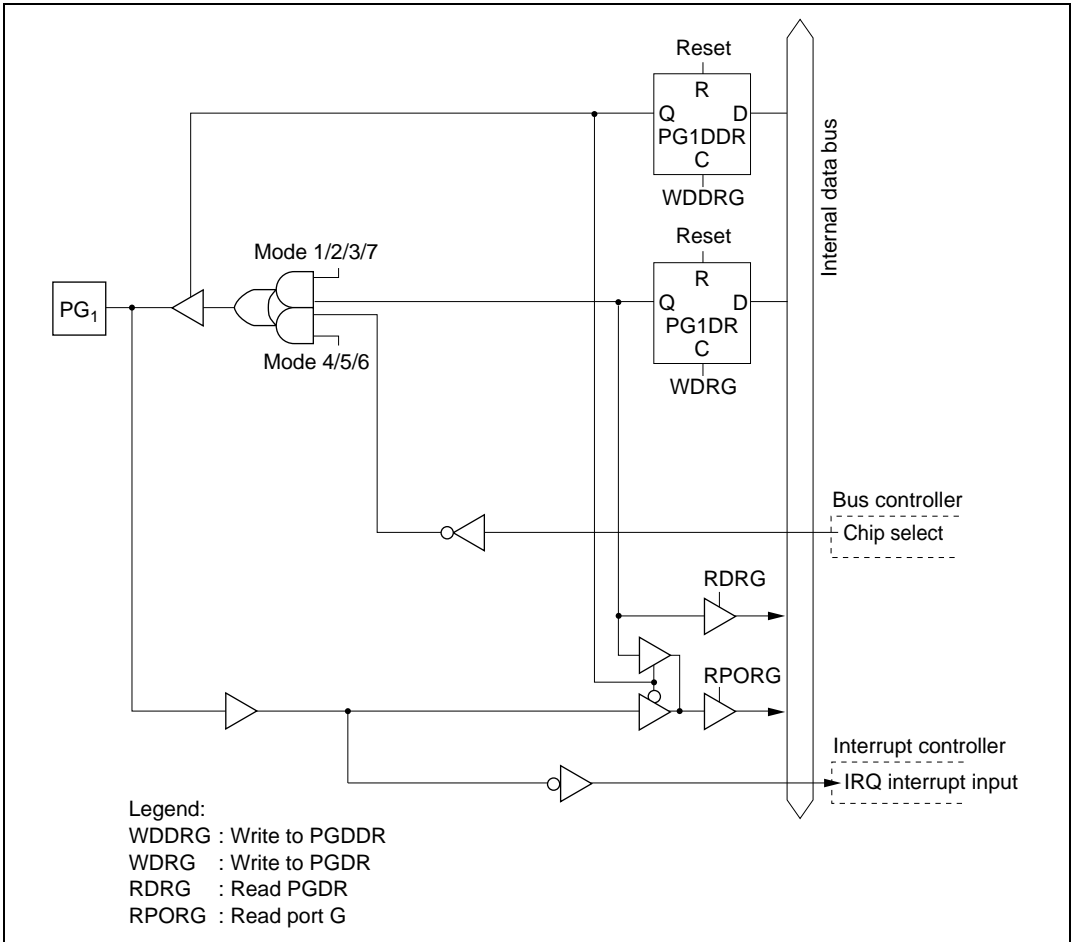 Reset
R
Q D
PG1DDR
C
WDDRG
Internal data bus
Reset
Mode 1/2/3/7
R
Q D
PG1DR
C
WDRG
PG1
Mode 4/5/6
Bus controller
Chip select
RDRG
RPORG
Interrupt controller
IRQ interrupt input
Legend:
WDDRG : Write to PGDDR
WDRG : Write to PGDR
RDRG : Read PGDR
RPORG : Read port G